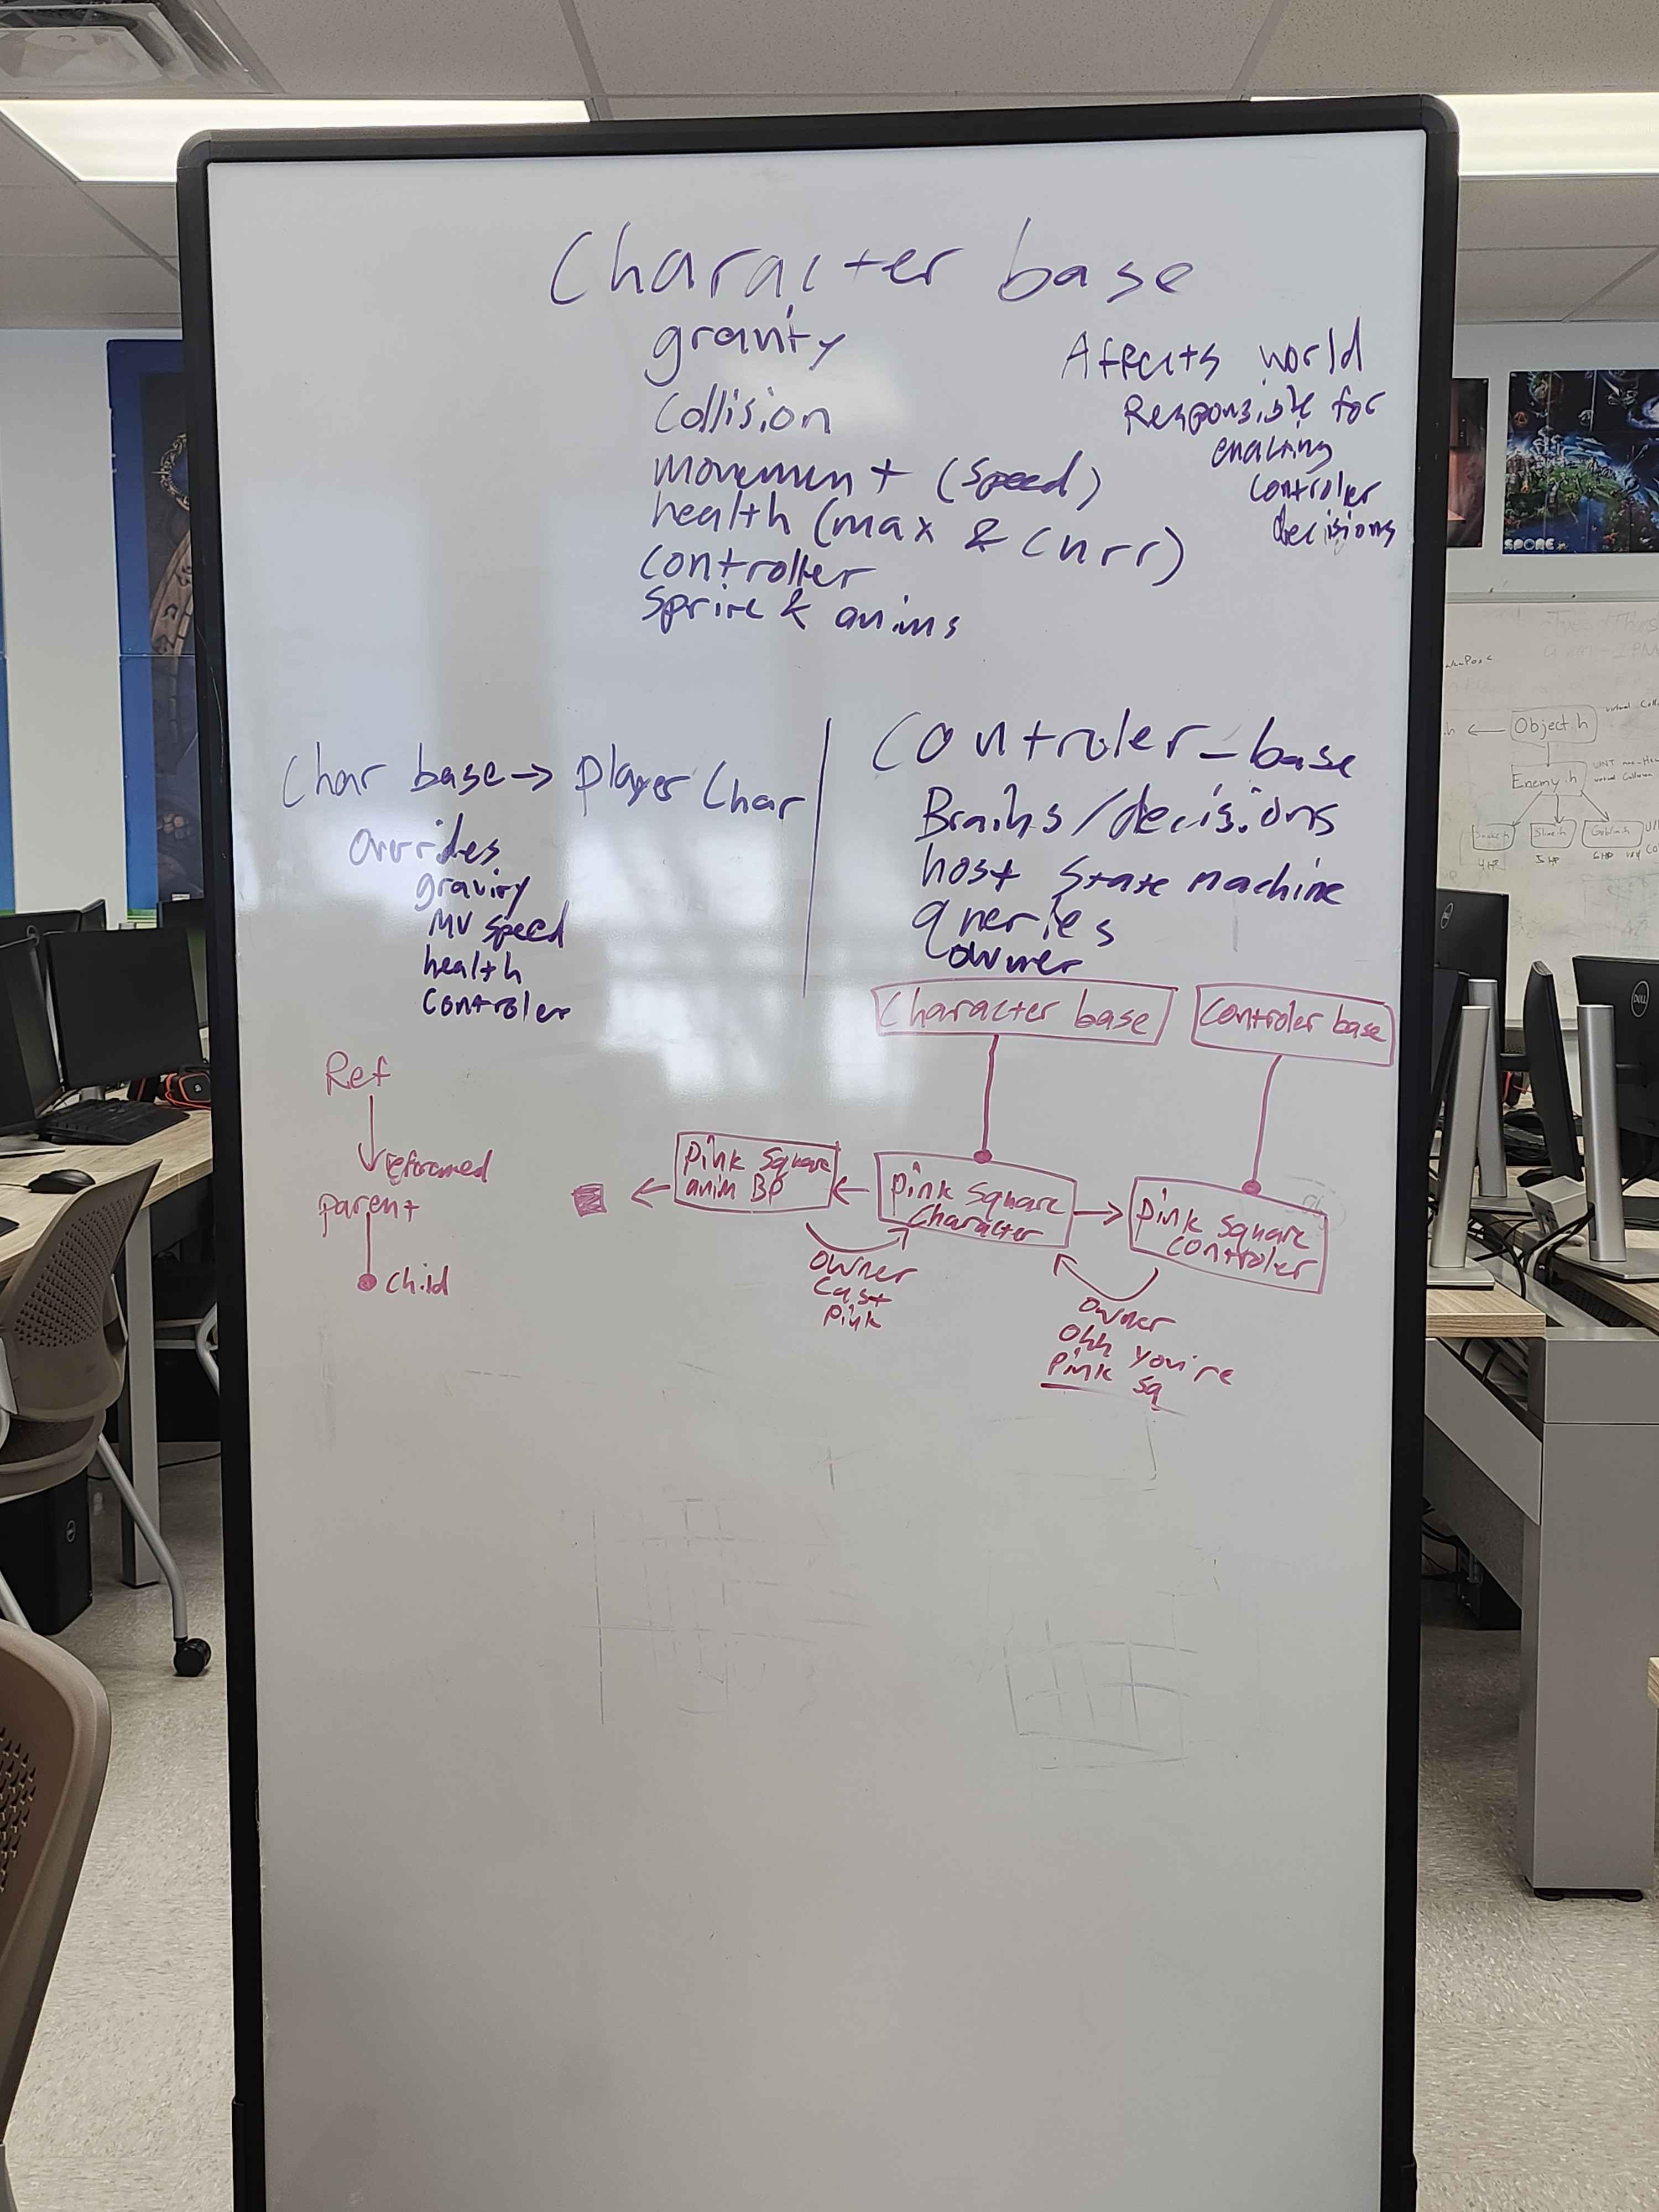 Character base
gravity
Collision
movement (speed)
health (max & Curr)
controller
Sprite & anims
Affects world
Responsible for
enacting
controler
decisions
Char base → player Char
Overrides
gravity
MV speed
health
Controler
Controler_base
Brains/decisions
host State machine
queries
owner
Character base
Controler base
Ref
parent
child
Pink Square
anim BP
Pink Square
Character
Pink Square
Controler
Owner
Cast
Pink
Owner
Ohh you're
Pink Sq
SPORE
Object.h
Enemy.h
Slime.h
Goblin.h
4HP
5HP
6HP
DELL